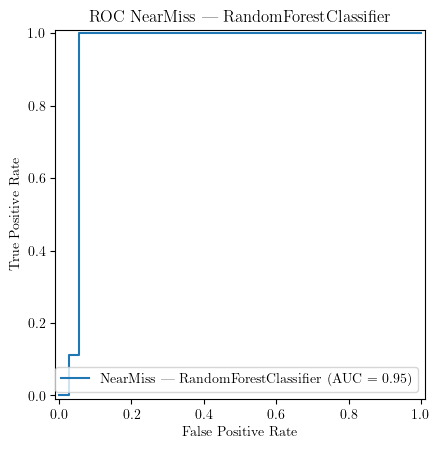 ROC NearMiss — RandomForestClassifier
1.0
0.8
0.6
0.4
0.2
0.0
True Positive Rate
NearMiss — RandomForestClassifier (AUC = 0.95)
0.0 0.2 0.4 0.6 0.8 1.0
False Positive Rate